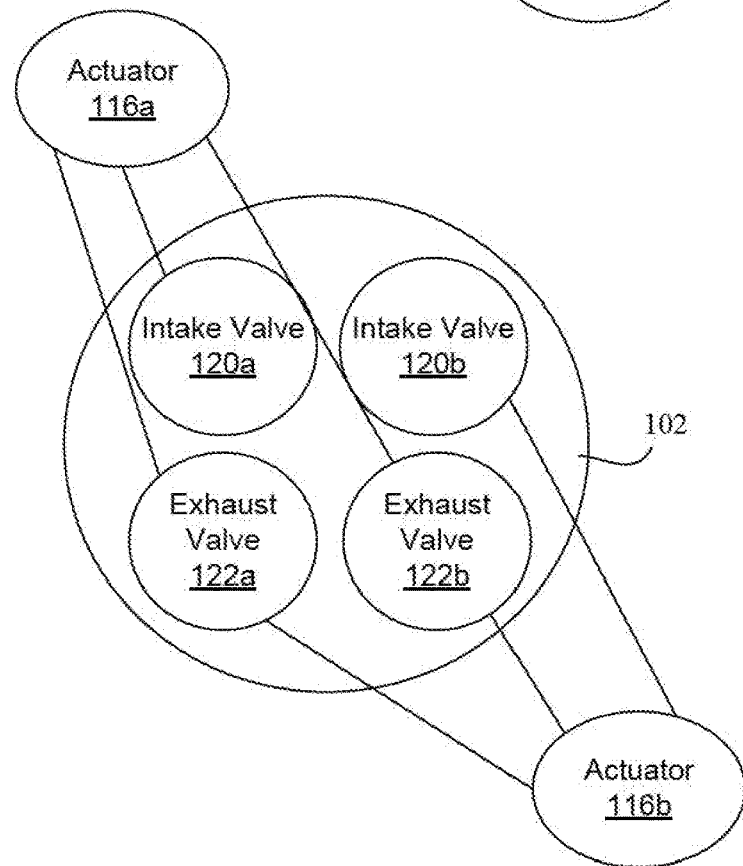 Actuator
116a
Intake Valve
120a
Intake Valve
120b
102
Exhaust
Valve
122a
Exhaust
Valve
122b
Actuator
116b